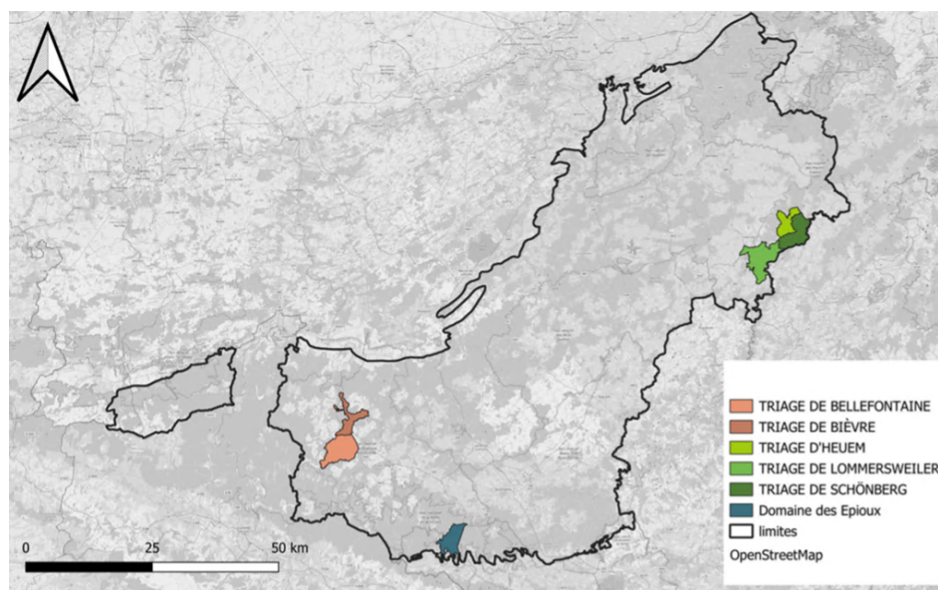 TRIAGE DE BELLEFONTAINE
TRIAGE DE BIÈVRE
TRIAGE D'HEUEM
TRIAGE DE LOMMERSWEILER
TRIAGE DE SCHÖNBERG
Domaine des Epioux
limites
OpenStreetMap
0 25 50 km